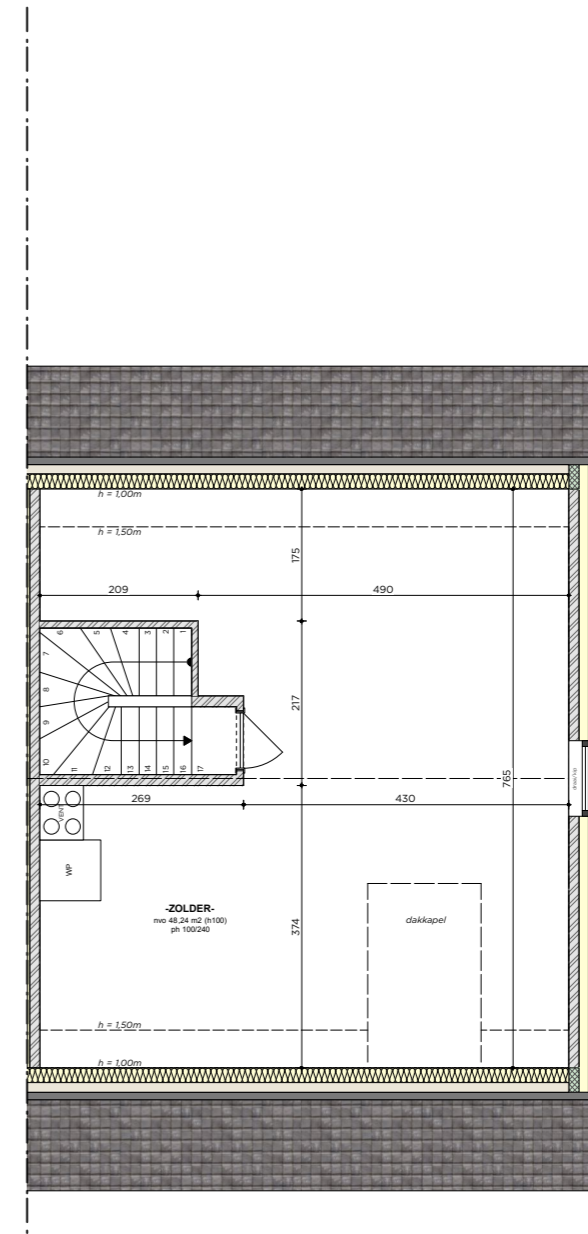 h = 1,00m
h = 1,50m
175
209
490
6
5
4
3
2
1
7
8
9
10
11
12
13
14
15
16
17
217
765
draai/kip
269
430
VENT
WP
-ZOLDER-
nvo 48,24 m2 (h100)
ph 100/240
374
dakkapel
h = 1,50m
h = 1,00m